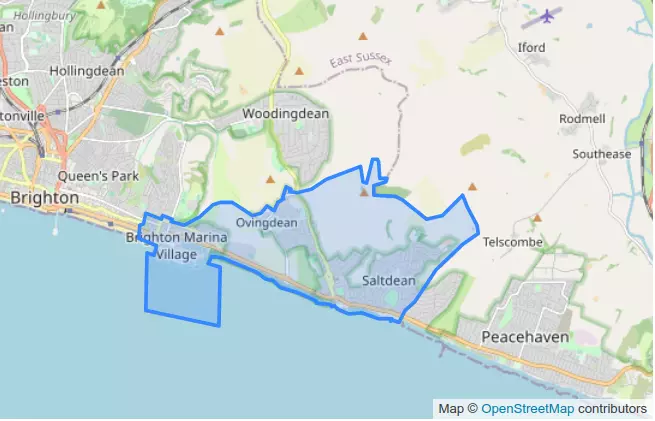 Hollingbury
Hollingdean
Iford
East Sussex
eston
Woodingdean
Rodmell
tonville
Southease
Queen's Park
Brighton
Ovingdean
Brighton Marina
Village
Telscombe
Saltdean
Peacehaven
Map © OpenStreetMap contributors